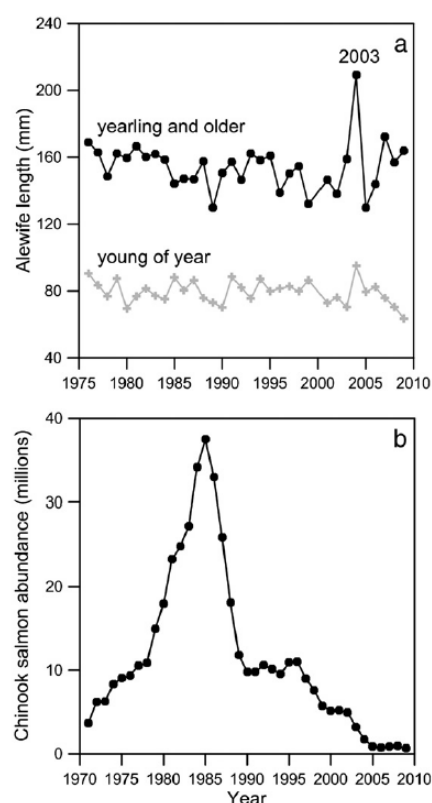 240
a
2003
200
yearling and older
160
Alewife length (mm)
120
young of year
80
40
1975 1980 1985 1990 1995 2000 2005 2010
40
b
30
Chinook salmon abundance (millions)
20
10
0
1970 1975 1980 1985 1990 1995 2000 2005 2010
Year